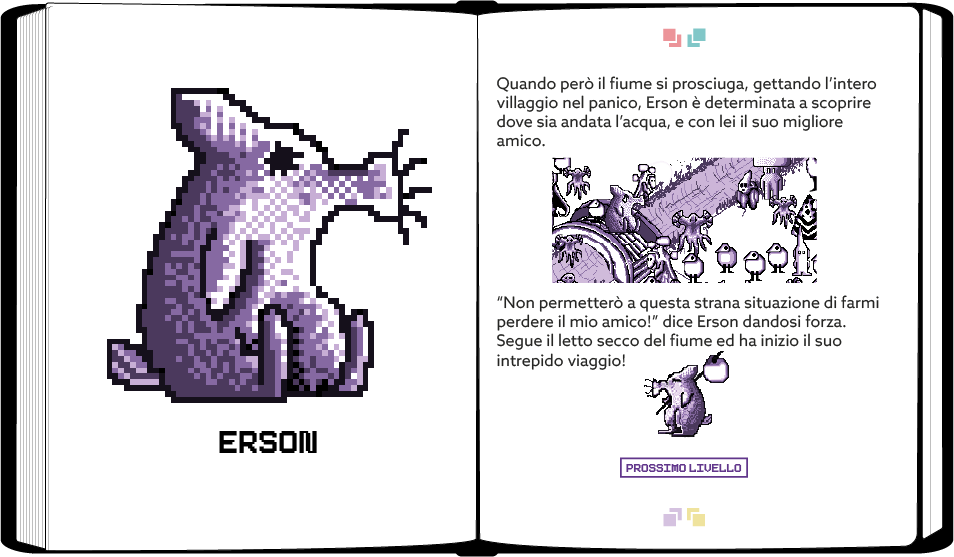 ERSON
Quando però il fiume si prosciuga, gettando l’intero
villaggio nel panico, Erson è determinata a scoprire
dove sia andata l’acqua, e con lei il suo migliore
amico.
“Non permetterò a questa strana situazione di farmi
perdere il mio amico!” dice Erson dandosi forza.
Segue il letto secco del fiume ed ha inizio il suo
intrepido viaggio!
PROSSIMO LIVELLO